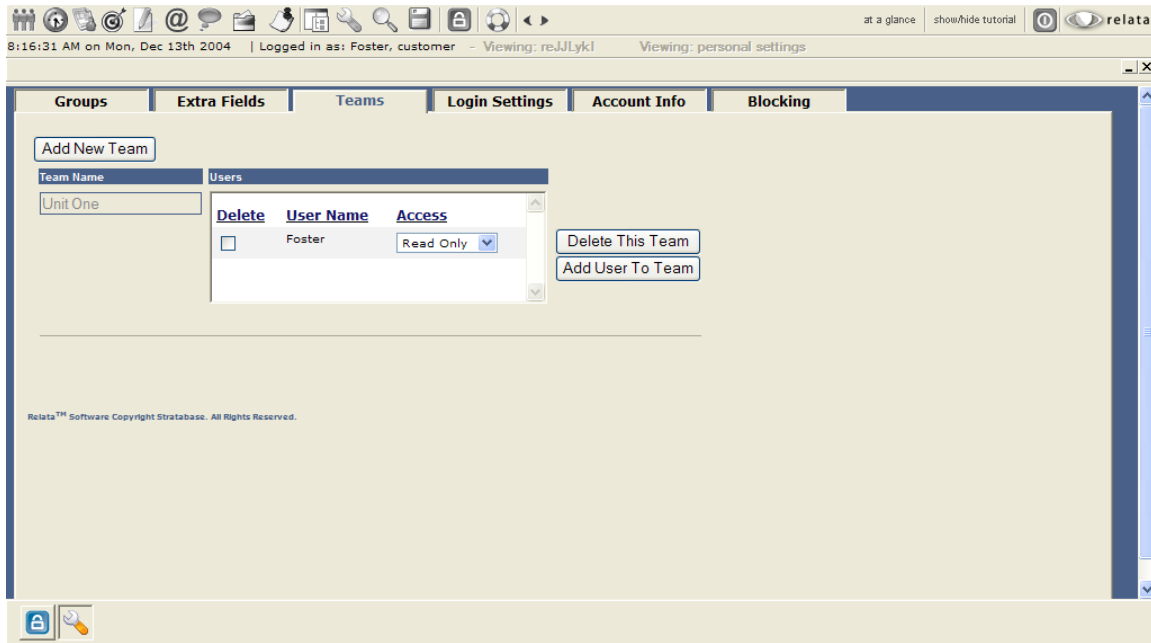 at a glance show/hide tutorial relata
8:16:31 AM on Mon, Dec 13th 2004 | Logged in as: Foster, customer - Viewing: reJJLykI Viewing: personal settings
Groups Extra Fields Teams Login Settings Account Info Blocking
Add New Team
Team Name Users
Unit One
Delete User Name Access
Foster Read Only
Delete This Team
Add User To Team
Relata™ Software Copyright Stratabase. All Rights Reserved.